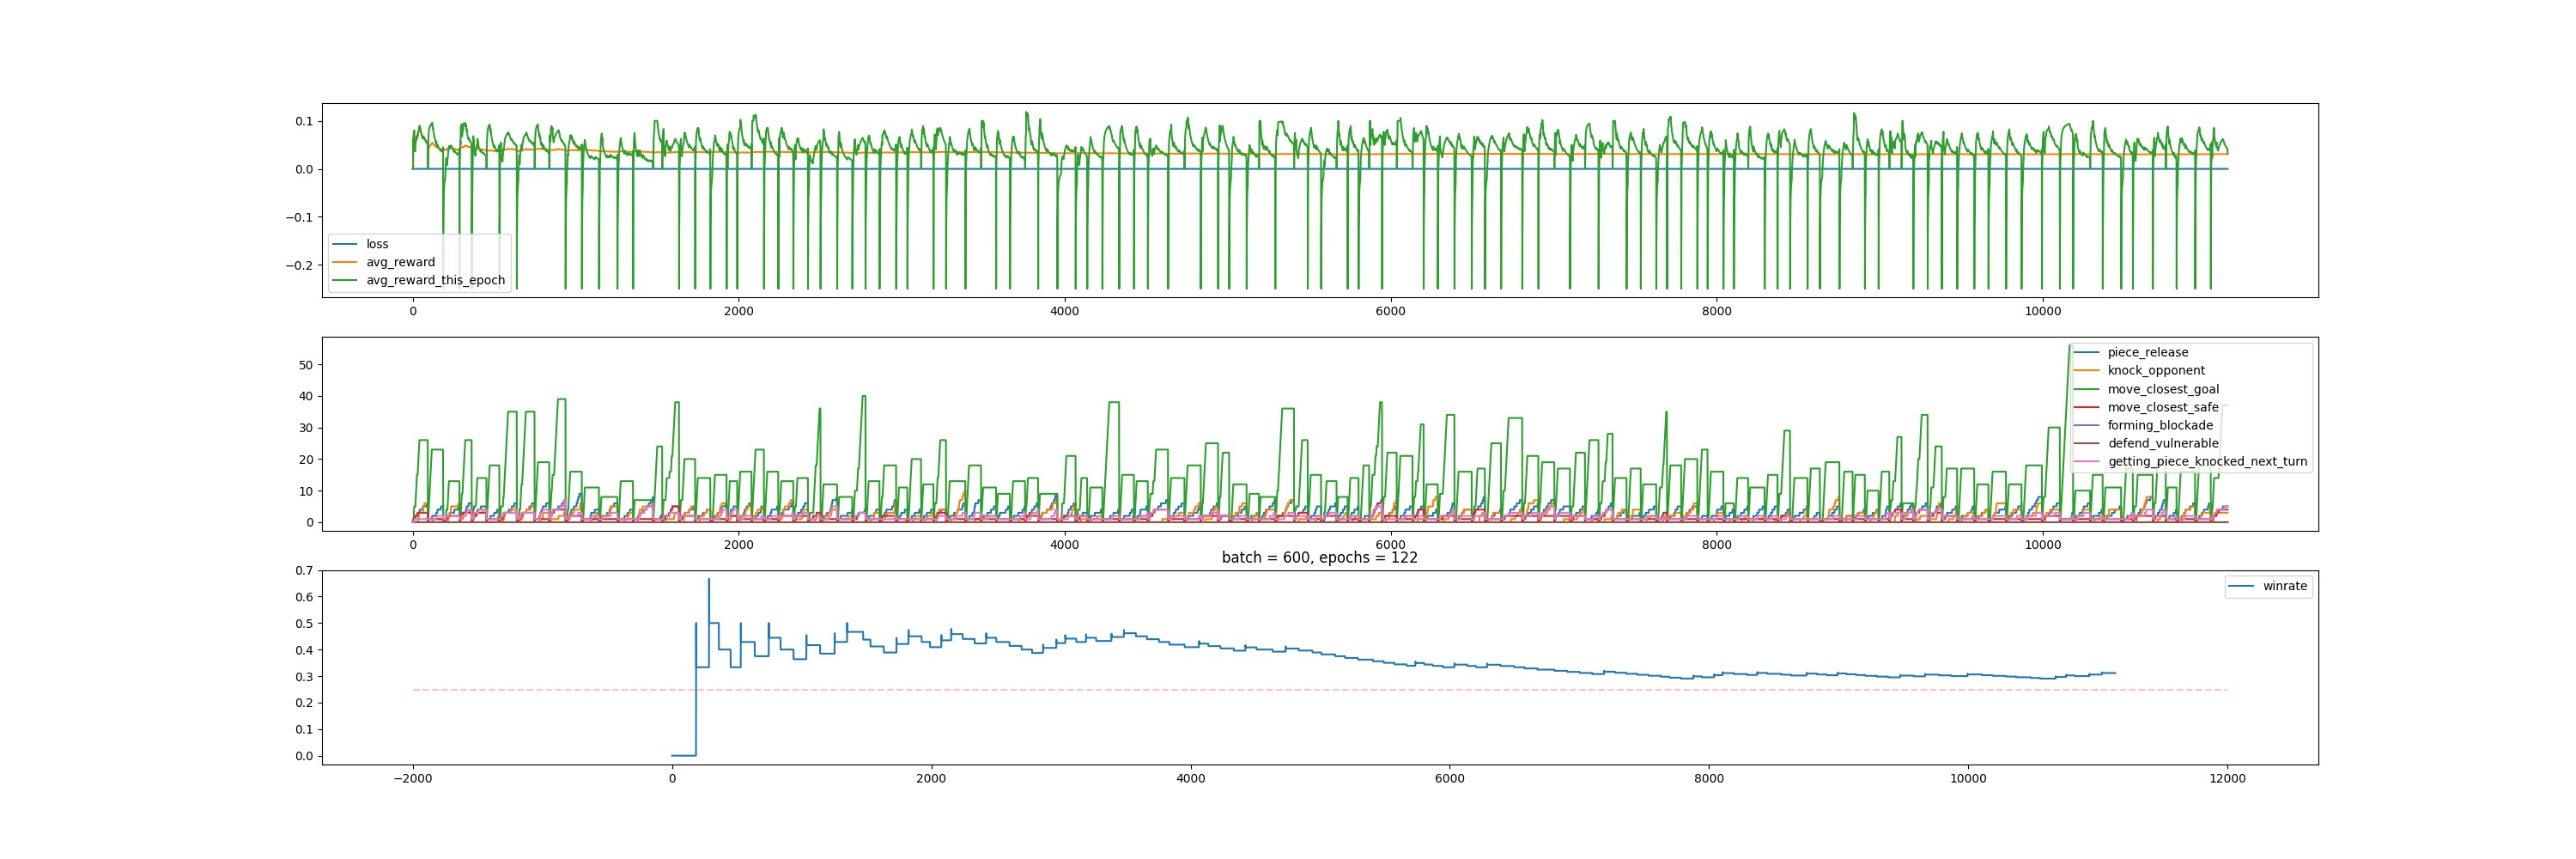 0.1
0.0
−0.1
−0.2
loss
avg_reward
avg_reward_this_epoch
0 2000 4000 6000 8000 10000
50
40
30
20
10
0
piece_release
knock_opponent
move_closest_goal
move_closest_safe
forming_blockade
defend_vulnerable
getting_piece_knocked_next_turn
0 2000 4000 6000 8000 10000
batch = 600, epochs = 122
0.7
0.6
0.5
0.4
0.3
0.2
0.1
0.0
winrate
−2000 0 2000 4000 6000 8000 10000 12000